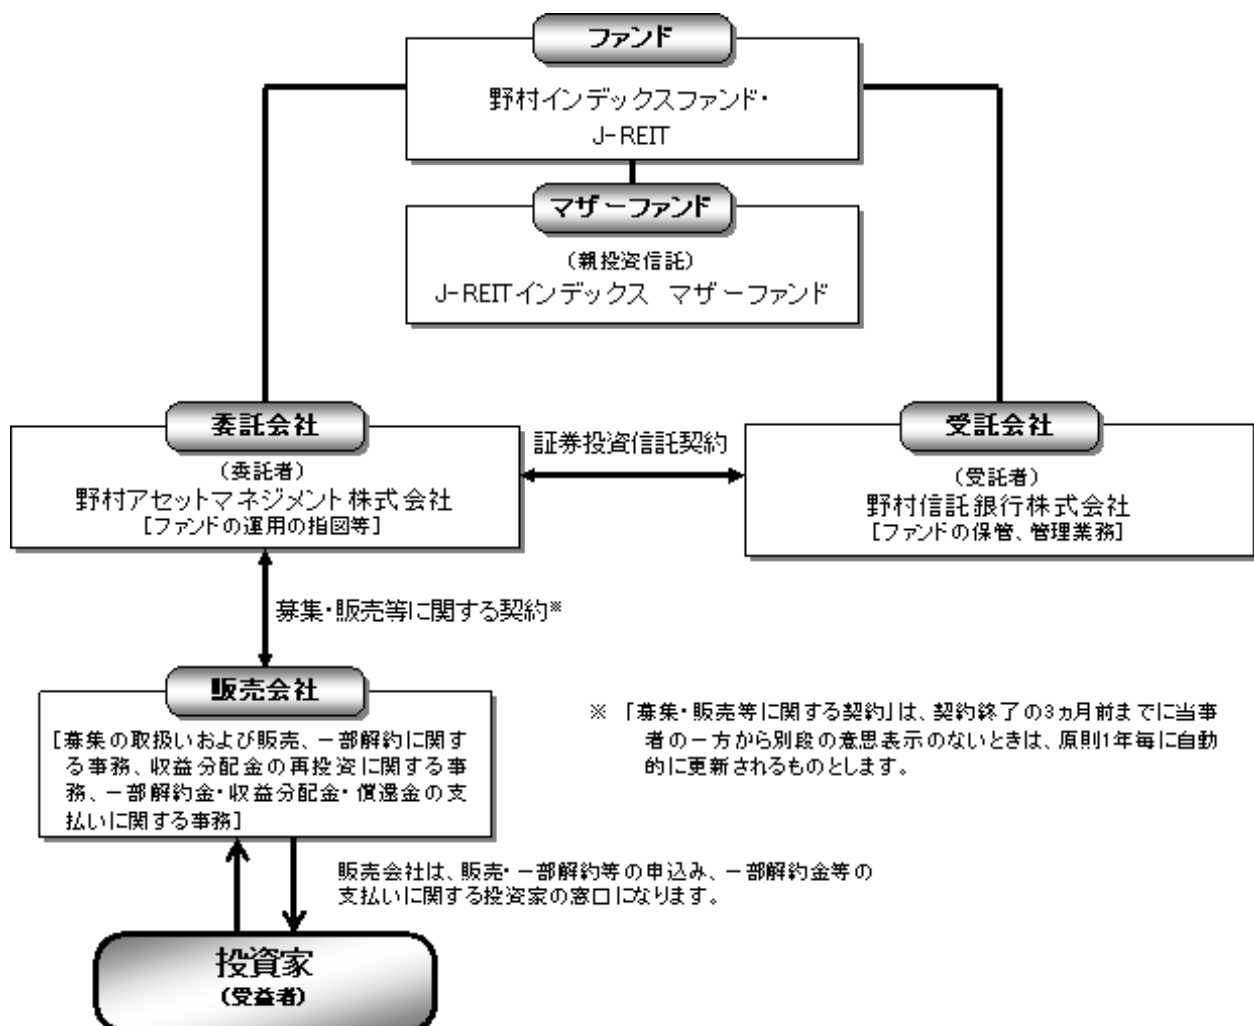 ファンド
野村インデックスファンド・
J-REIT
マザーファンド
(親投資信託)
J-REITインデックス マザーファンド
委託会社
(委託者)
野村アセットマネジメント株式会社
[ファンドの運用の指図等]
証券投資信託契約
受託会社
(受託者)
野村信託銀行株式会社
[ファンドの保管、管理業務]
募集・販売等に関する契約※
販売会社
[募集の取扱いおよび販売、一部解約に関す
る事務、収益分配金の再投資に関する事
務、一部解約金・収益分配金・償還金の支
払いに関する事務]
※ 「募集・販売等に関する契約」は、契約終了の3ヵ月前までに当事
者の一方から別段の意思表示のないときは、原則1年毎に自動
的に更新されるものとします。
販売会社は、販売・一部解約等の申込み、一部解約金等の
支払いに関する投資家の窓口になります。
投資家
(受益者)